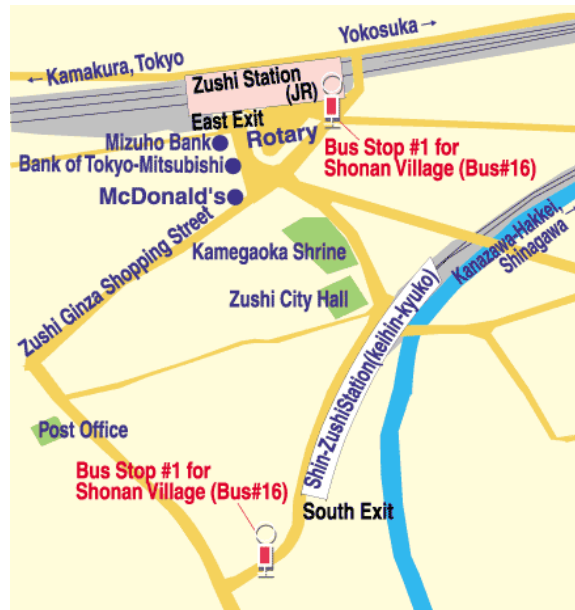 Yokosuka →
← Kamakura, Tokyo
Zushi Station
(JR)
East Exit
Rotary
Mizuho Bank
Bank of Tokyo-Mitsubishi
McDonald's
Bus Stop #1 for
Shonan Village (Bus#16)
Zushi Ginza Shopping Street
Kamegaoka Shrine
Zushi City Hall
Kanazawa-Hakkei,
Shinagawa →
Shin-ZushiStation(keihin-kyuko)
Post Office
Bus Stop #1 for
Shonan Village (Bus#16)
South Exit